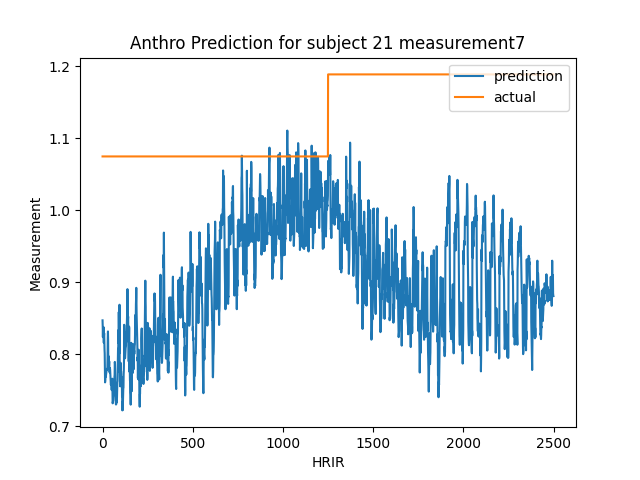 Anthro Prediction for subject 21 measurement7
1.2
1.1
1.0
0.9
0.8
0.7
Measurement
prediction
actual
0
500
1000
1500
2000
2500
HRIR